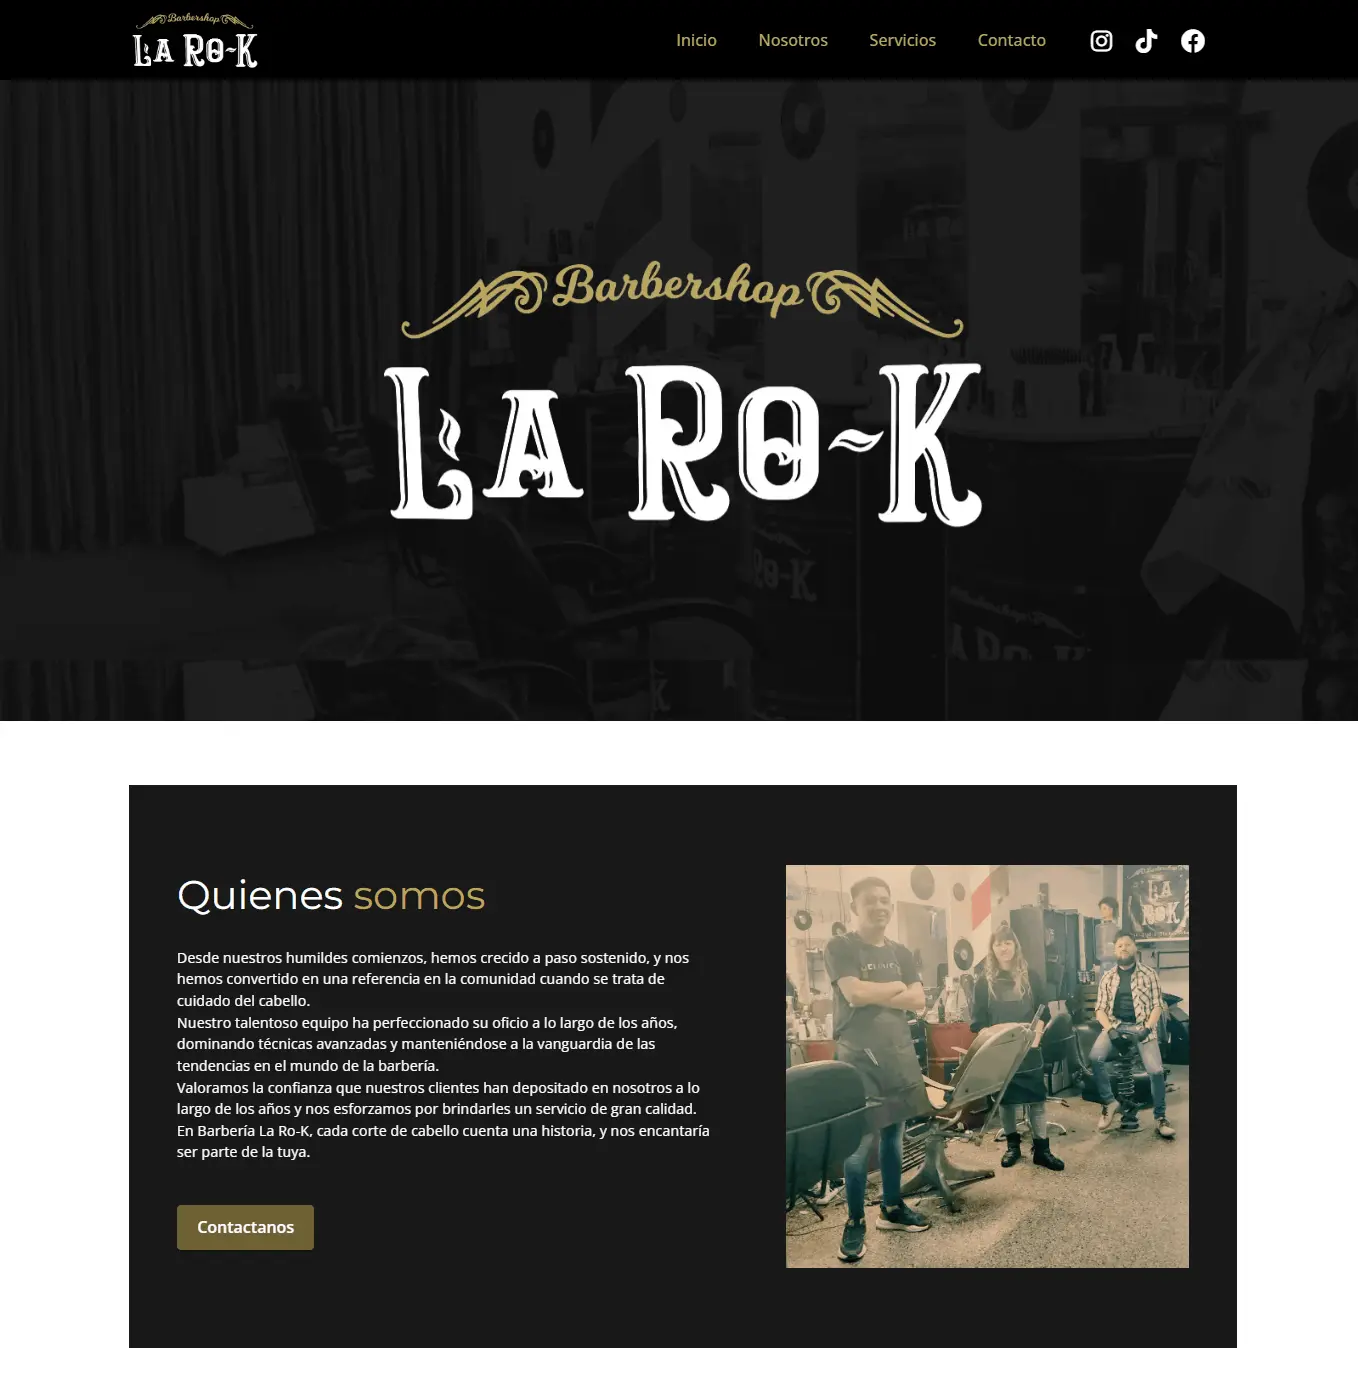 Barbershop
LA RO-K
Inicio Nosotros Servicios Contacto
Barbershop
LA RO-K
RO-K
LA RO-K
Quienes somos
Desde nuestros humildes comienzos, hemos crecido a paso sostenido, y nos
hemos convertido en una referencia en la comunidad cuando se trata de
cuidado del cabello.
Nuestro talentoso equipo ha perfeccionado su oficio a lo largo de los años,
dominando técnicas avanzadas y manteniéndose a la vanguardia de las
tendencias en el mundo de la barbería.
Valoramos la confianza que nuestros clientes han depositado en nosotros a lo
largo de los años y nos esforzamos por brindarles un servicio de gran calidad.
En Barbería La Ro-K, cada corte de cabello cuenta una historia, y nos encantaría
ser parte de la tuya.
Contactanos
LA
RO-K